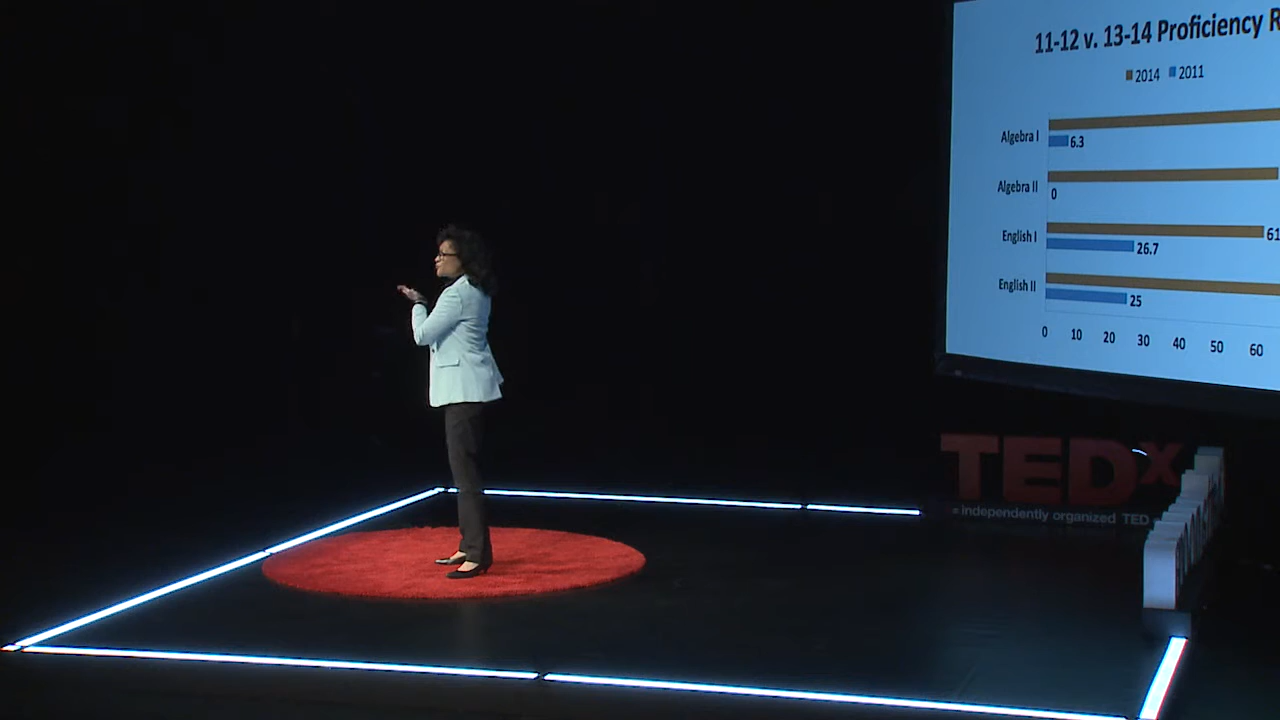 11-12 v. 13-14 Proficiency R
2014 2011
Algebra I
6.3
Algebra II
0
English I
61
26.7
English II
25
0 10 20 30 40 50 60
TEDx
independently organized TED